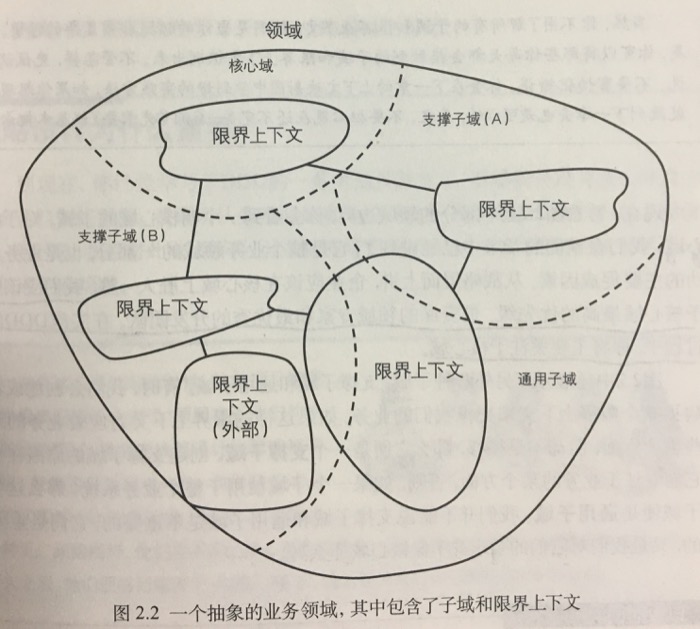 领域
核心域
限界上下文
支撑子域(A)
限界上下文
支撑子域(B)
限界上下文
限界上下文
通用子域
限界上
下文
(外部)
图 2.2 一个抽象的业务领域, 其中包含了子域和限界上下文